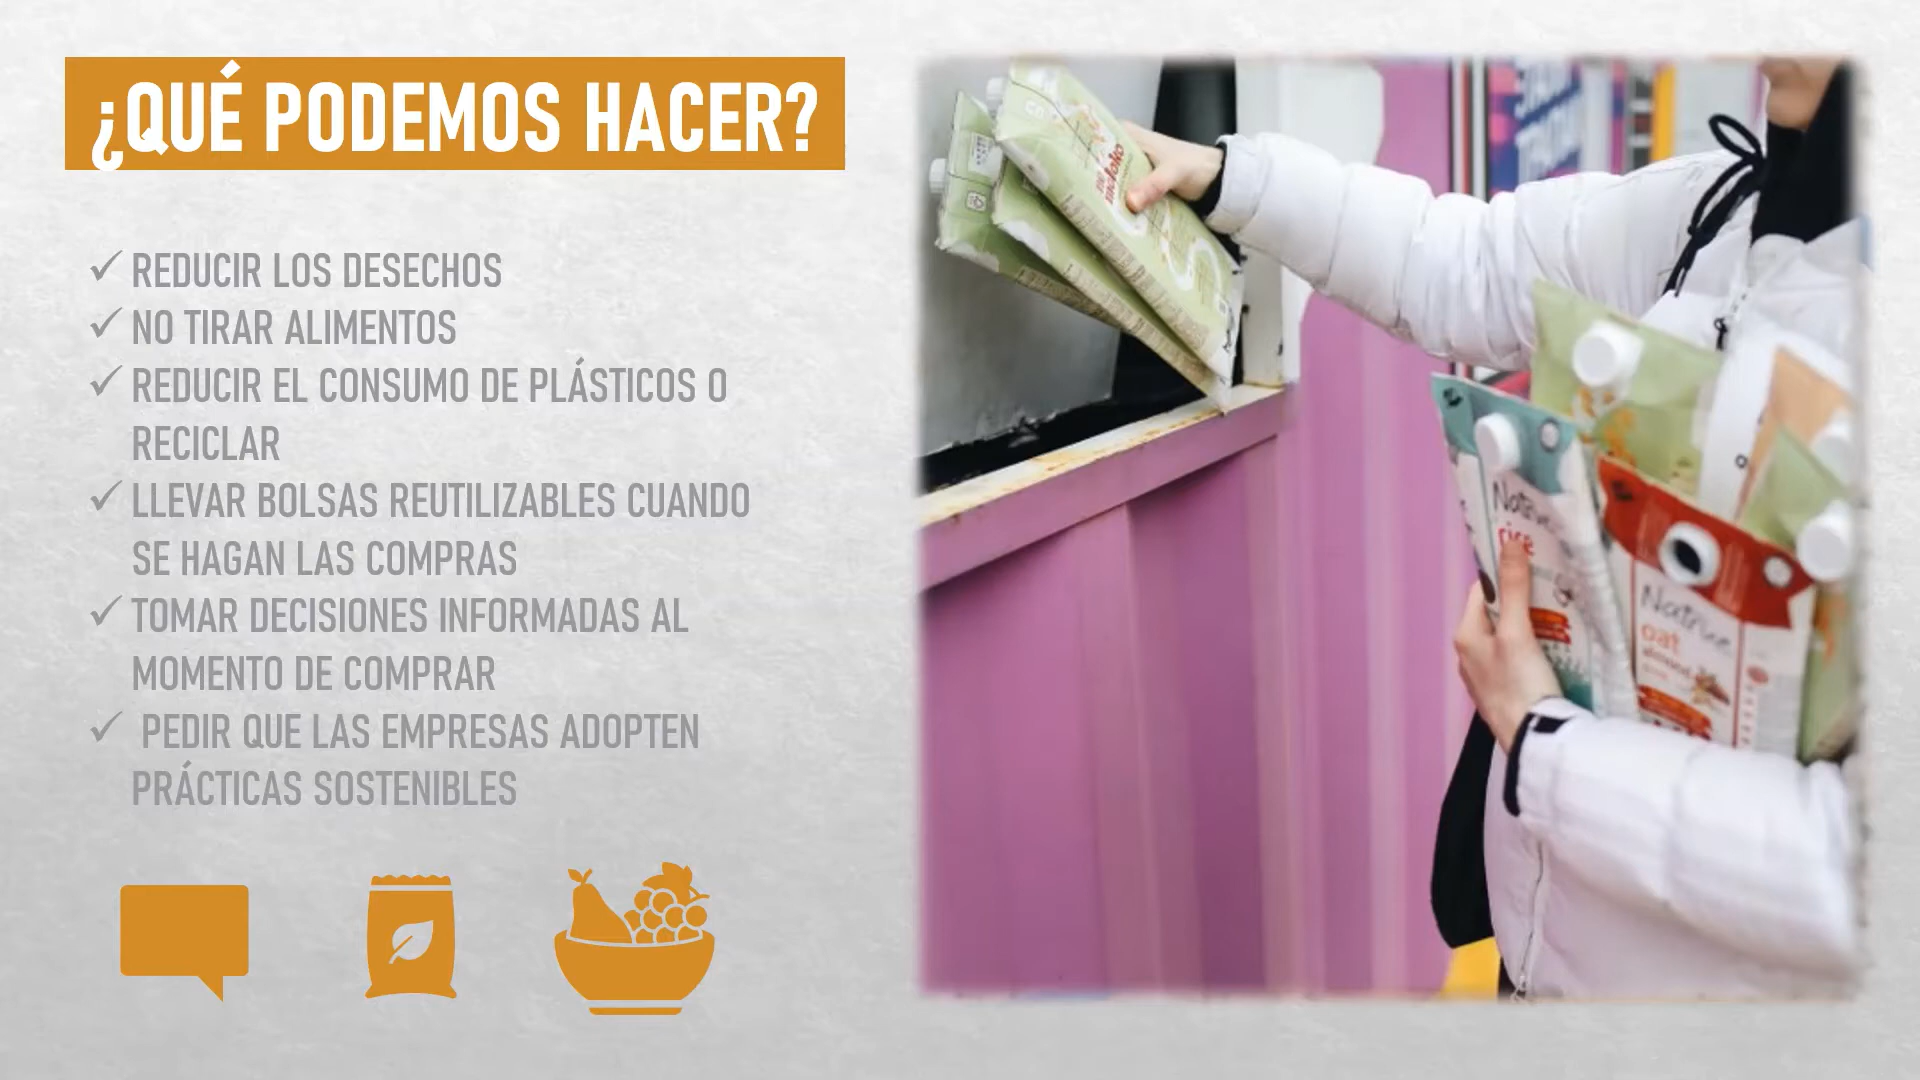 ¿QUÉ PODEMOS HACER?
REDUCIR LOS DESECHOS
NO TIRAR ALIMENTOS
REDUCIR EL CONSUMO DE PLÁSTICOS O
RECICLAR
LLEVAR BOLSAS REUTILIZABLES CUANDO
SE HAGAN LAS COMPRAS
TOMAR DECISIONES INFORMADAS AL
MOMENTO DE COMPRAR
PEDIR QUE LAS EMPRESAS ADOPTEN
PRÁCTICAS SOSTENIBLES
rice
oat